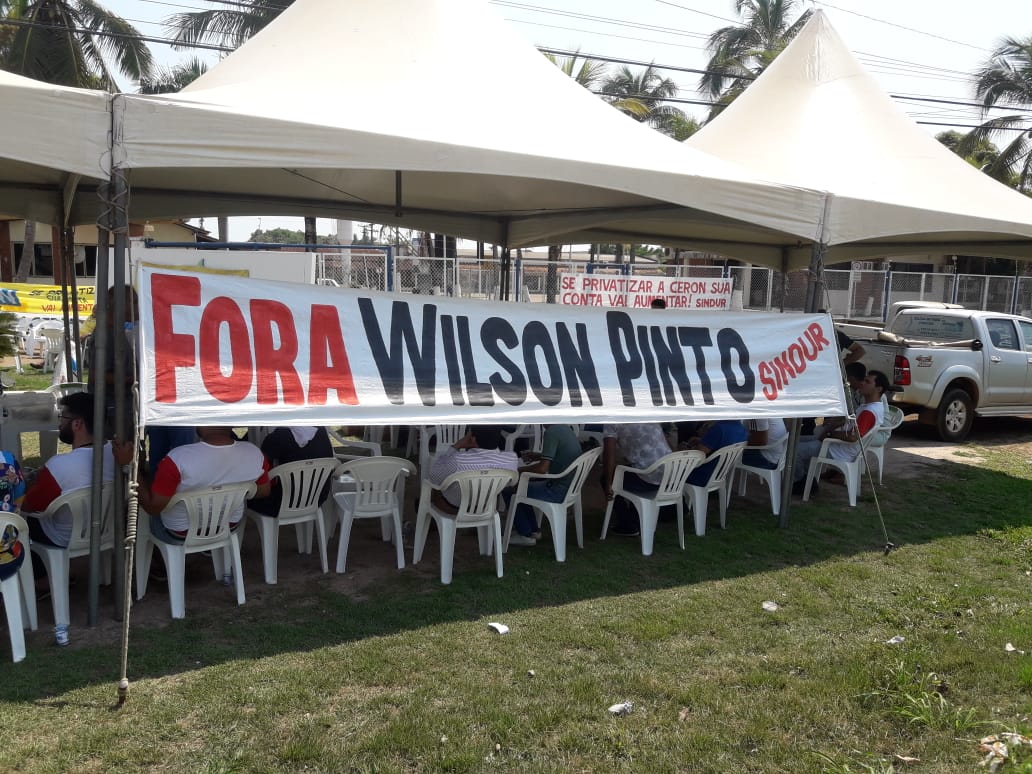 FORA WILSON PINTO SINDUR
SE PRIVATIZAR A CERON SUA
CONTA VAI AUMENTAR! SINDUR